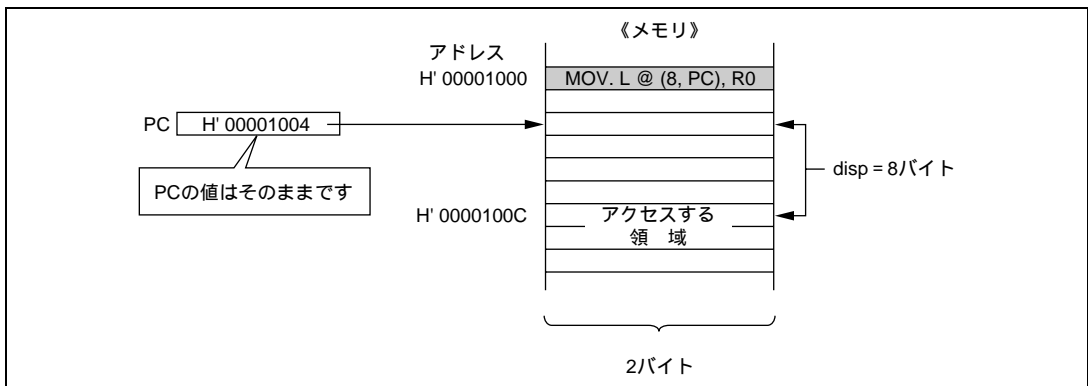 《メモリ》
アドレス
H' 00001000 MOV. L @ (8, PC), R0
PC H' 00001004
disp = 8バイト
PCの値はそのままです
H' 0000100C アクセスする
領 域
2バイト